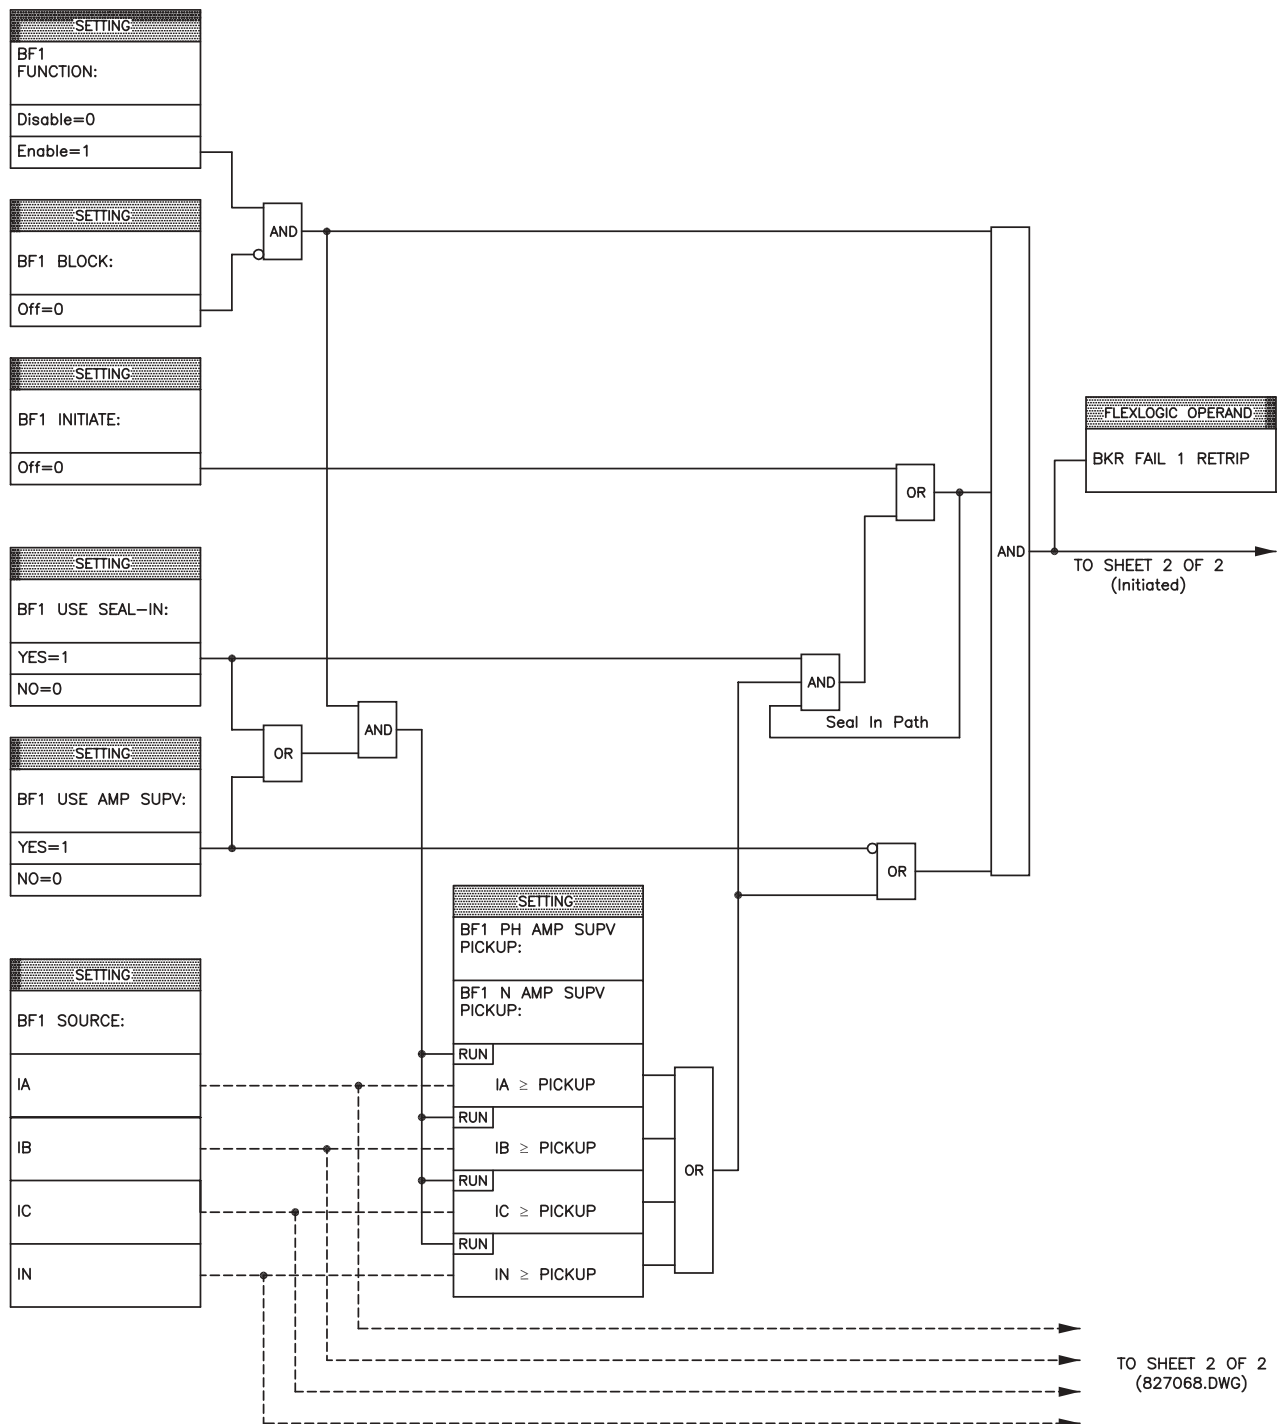 SETTING
BF1
FUNCTION:
Disable=0
Enable=1
SETTING
BF1 BLOCK:
Off=0
AND
SETTING
BF1 INITIATE:
Off=0
OR
FLEXLOGIC OPERAND
BKR FAIL 1 RETRIP
AND
TO SHEET 2 OF 2
(Initiated)
SETTING
BF1 USE SEAL-IN:
YES=1
NO=0
AND
Seal In Path
AND
OR
SETTING
BF1 USE AMP SUPV:
YES=1
NO=0
OR
SETTING
BF1 PH AMP SUPV
PICKUP:
BF1 N AMP SUPV
PICKUP:
RUN
IA ≥ PICKUP
RUN
IB ≥ PICKUP
RUN
IC ≥ PICKUP
RUN
IN ≥ PICKUP
OR
SETTING
BF1 SOURCE:
IA
IB
IC
IN
TO SHEET 2 OF 2
(827068.DWG)